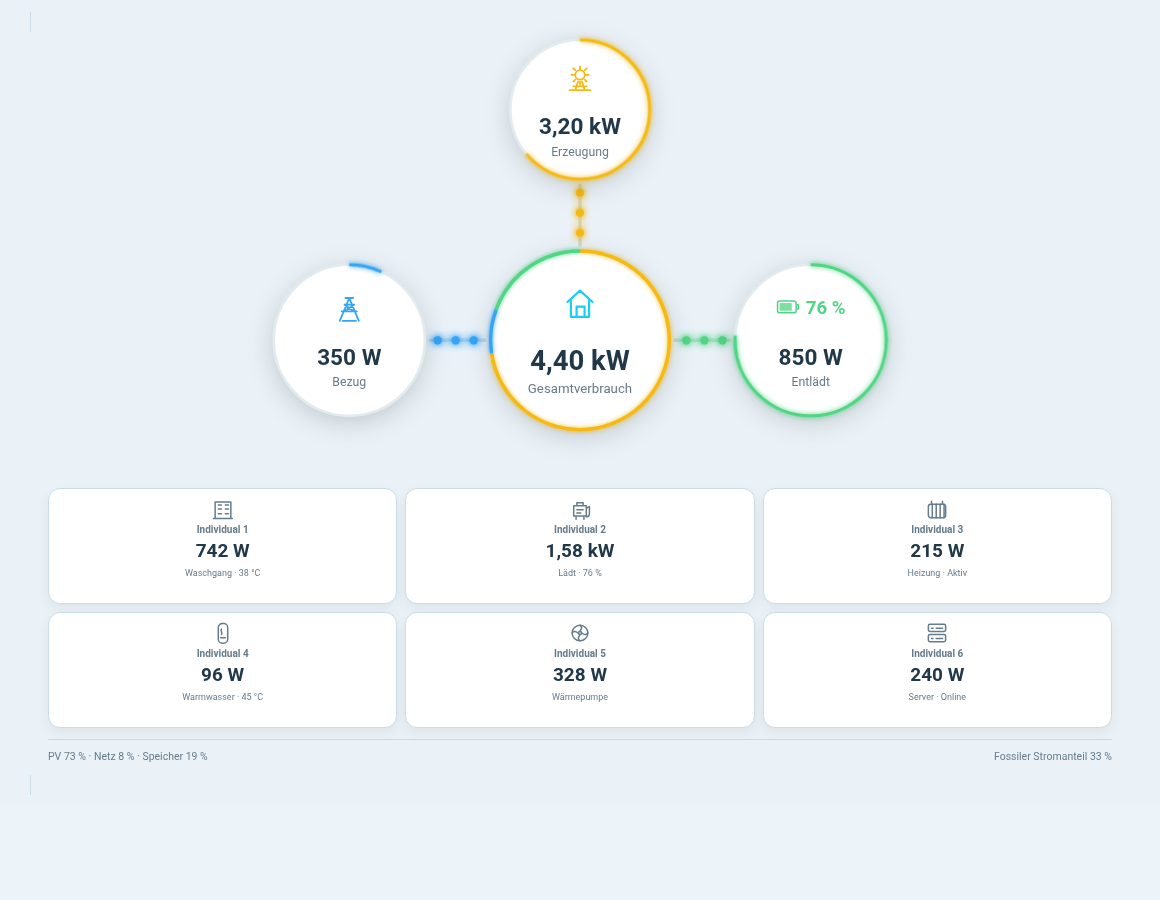 3,20 kW
Erzeugung
350 W
Bezug
4,40 kW
Gesamtverbrauch
76 %
850 W
Entlädt
Individual 1
742 W
Waschgang · 38 °C
Individual 2
1,58 kW
Lädt · 76 %
Individual 3
215 W
Heizung · Aktiv
Individual 4
96 W
Warmwasser · 45 °C
Individual 5
328 W
Wärmepumpe
Individual 6
240 W
Server · Online
PV 73 % · Netz 8 % · Speicher 19 %
Fossiler Stromanteil 33 %